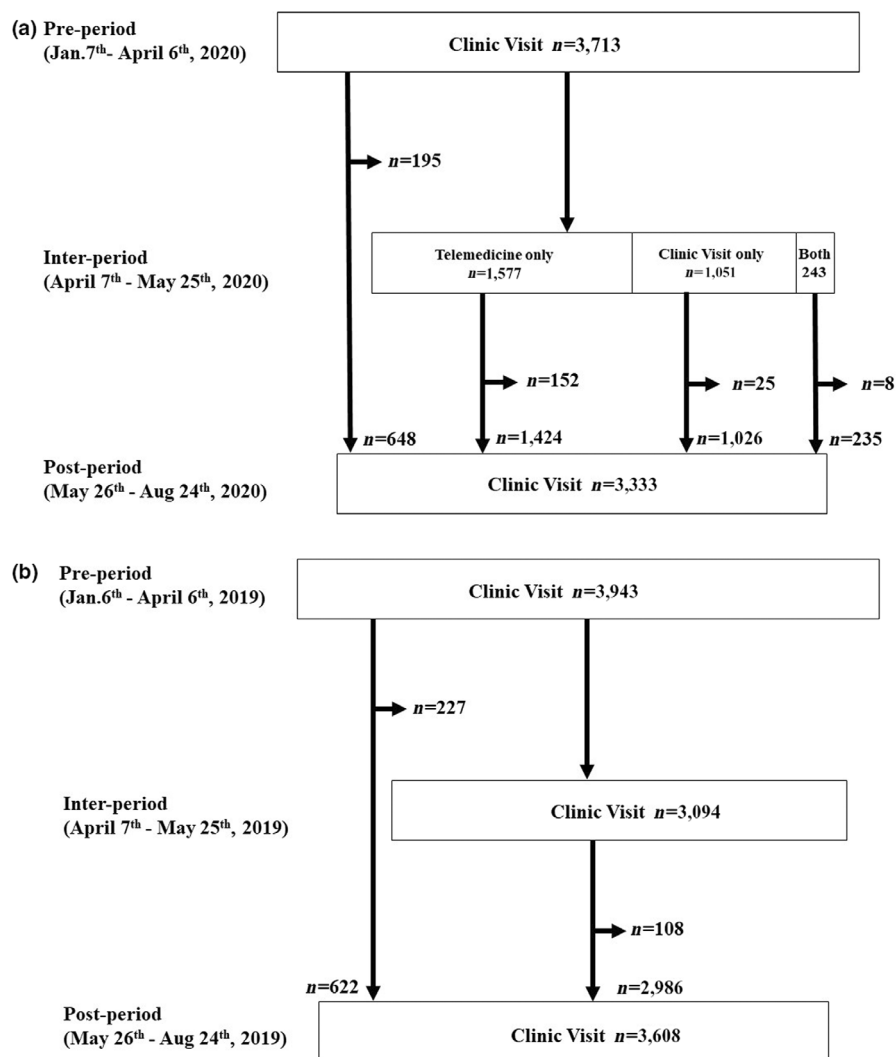 (a) Pre-period
(Jan.7th- April 6th, 2020)
Clinic Visit n=3,713
n=195
Inter-period
(April 7th - May 25th, 2020)
Telemedicine only
n=1,577
Clinic Visit only
n=1,051
Both
243
n=152
n=25
n=8
n=648
n=1,424
n=1,026
n=235
Post-period
(May 26th - Aug 24th, 2020)
Clinic Visit n=3,333
(b) Pre-period
(Jan.6th - April 6th, 2019)
Clinic Visit n=3,943
n=227
Inter-period
(April 7th - May 25th, 2019)
Clinic Visit n=3,094
n=108
n=622
n=2,986
Post-period
(May 26th - Aug 24th, 2019)
Clinic Visit n=3,608